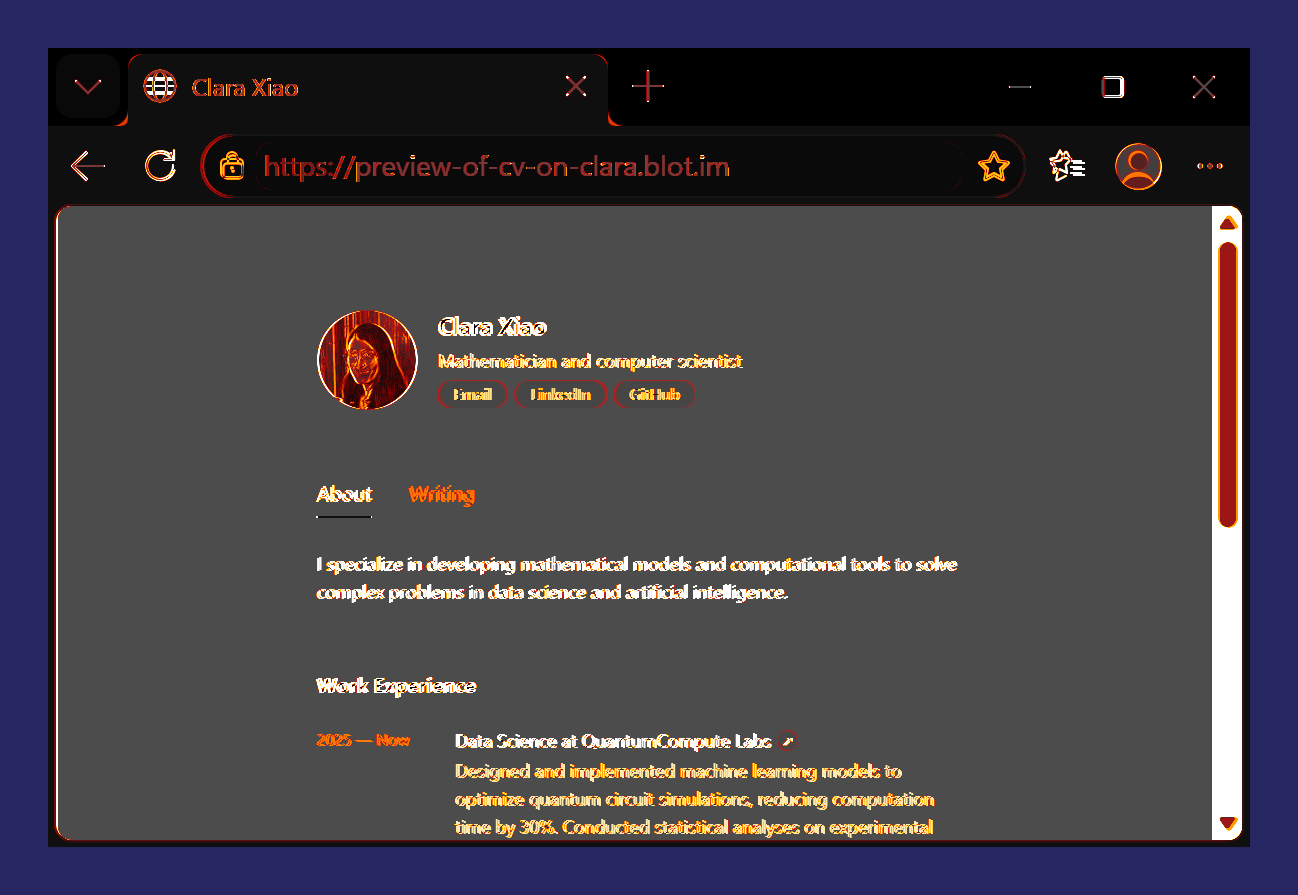 Clara Xiao
https://preview-of-cv-on-clara.blot.im
Clara Xiao
Mathematician and computer scientist
Email LinkedIn GitHub
About Writing
I specialize in developing mathematical models and computational tools to solve
complex problems in data science and artificial intelligence.
Work Experience
2025 — Now Data Science at QuantumCompute Labs ↗
Designed and implemented machine learning models to
optimize quantum circuit simulations, reducing computation
time by 30%. Conducted statistical analyses on experimental